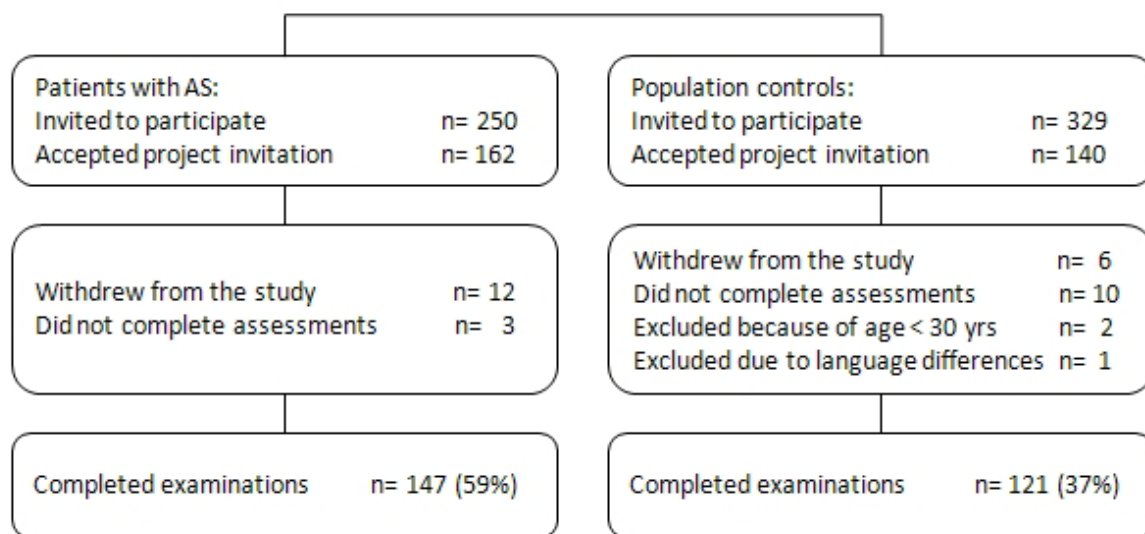 Patients with AS:
Invited to participate n= 250
Accepted project invitation n= 162
Population controls:
Invited to participate n= 329
Accepted project invitation n= 140
Withdrew from the study n= 12
Did not complete assessments n= 3
Withdrew from the study n= 6
Did not complete assessments n= 10
Excluded because of age < 30 yrs n= 2
Excluded due to language differences n= 1
Completed examinations n= 147 (59%)
Completed examinations n= 121 (37%)